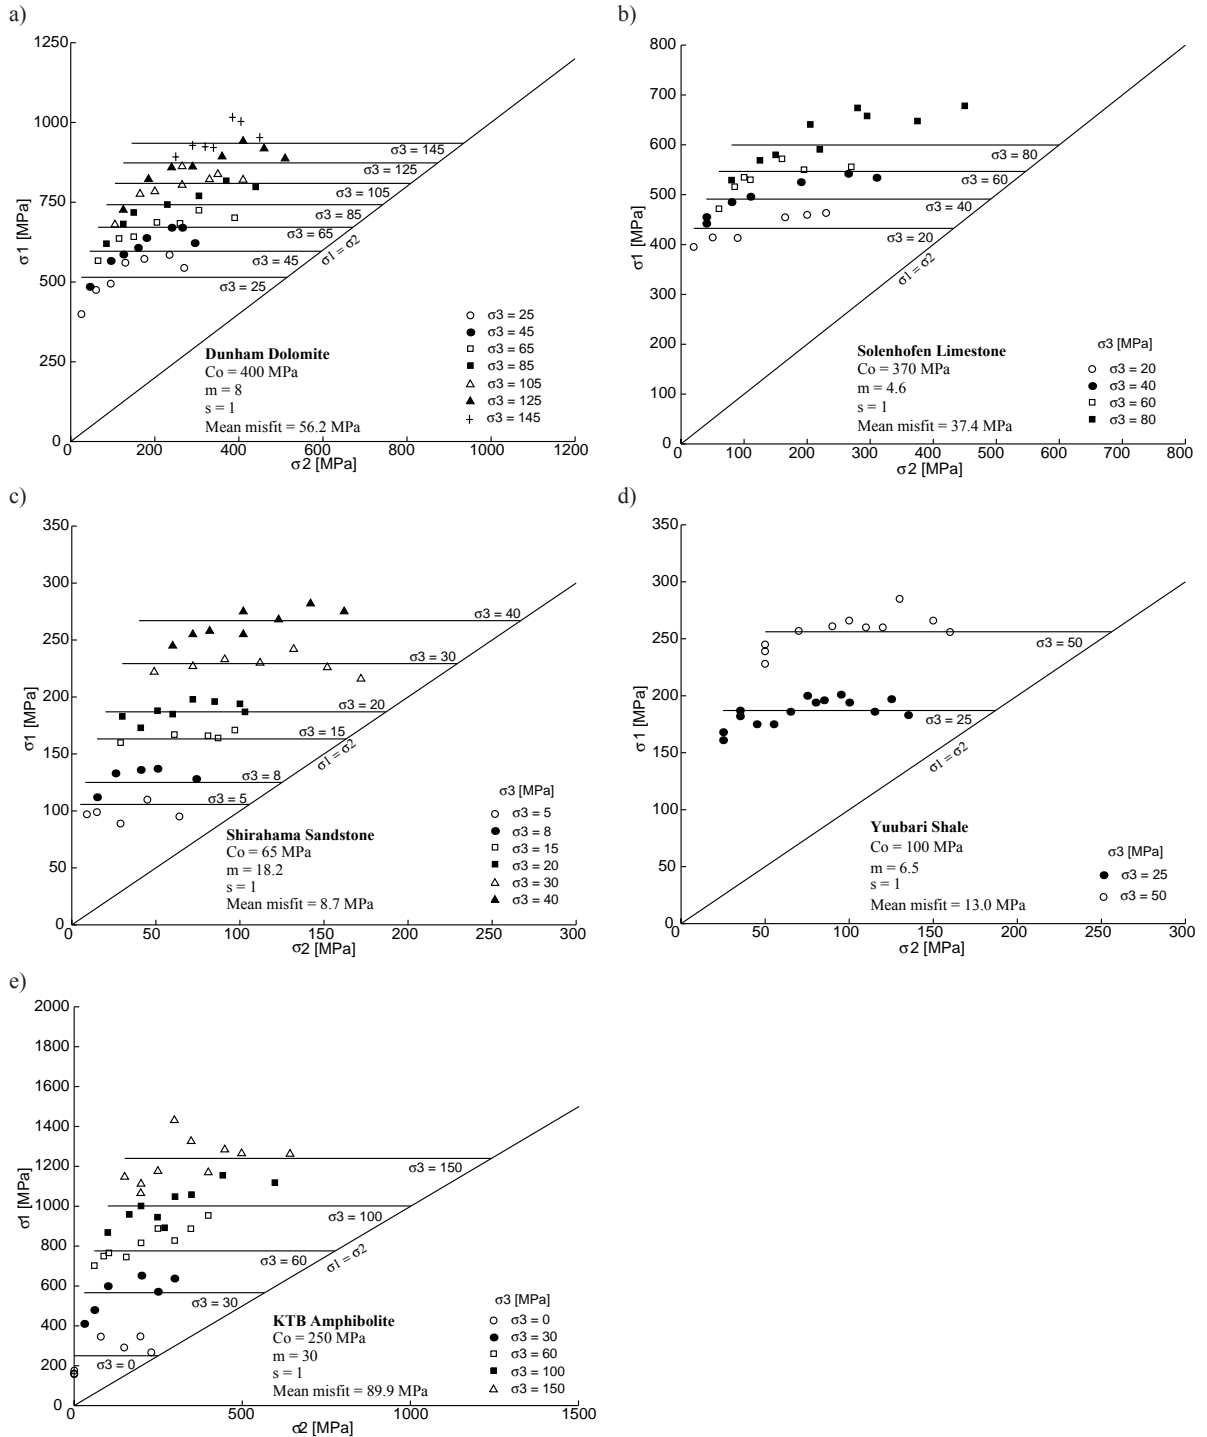 a)
1250
1000
750
500
250
0
σ1 [MPa]
0
200
400
600
800
1000
1200
σ2 [MPa]
σ3 = 145
σ3 = 125
σ3 = 105
σ3 = 85
σ3 = 65
σ3 = 45
σ3 = 25
σ1 = σ2
Dunham Dolomite
Co = 400 MPa
m = 8
s = 1
Mean misfit = 56.2 MPa
σ3 = 25
σ3 = 45
σ3 = 65
σ3 = 85
σ3 = 105
σ3 = 125
σ3 = 145
b)
800
700
600
500
400
300
200
100
0
σ1 [MPa]
0
100
200
300
400
500
600
700
800
σ2 [MPa]
σ3 = 80
σ3 = 60
σ3 = 40
σ3 = 20
σ1 = σ2
Solenhofen Limestone
Co = 370 MPa
m = 4.6
s = 1
Mean misfit = 37.4 MPa
σ3 [MPa]
σ3 = 20
σ3 = 40
σ3 = 60
σ3 = 80
c)
350
300
250
200
150
100
50
0
σ1 [MPa]
0
50
100
150
200
250
300
σ2 [MPa]
σ3 = 40
σ3 = 30
σ3 = 20
σ3 = 15
σ3 = 8
σ3 = 5
σ1 = σ2
Shirahama Sandstone
Co = 65 MPa
m = 18.2
s = 1
Mean misfit = 8.7 MPa
σ3 [MPa]
σ3 = 5
σ3 = 8
σ3 = 15
σ3 = 20
σ3 = 30
σ3 = 40
d)
350
300
250
200
150
100
50
0
σ1 [MPa]
0
50
100
150
200
250
300
σ2 [MPa]
σ3 = 50
σ3 = 25
σ1 = σ2
Yuubari Shale
Co = 100 MPa
m = 6.5
s = 1
Mean misfit = 13.0 MPa
σ3 [MPa]
σ3 = 25
σ3 = 50
e)
2000
1800
1600
1400
1200
1000
800
600
400
200
0
σ1 [MPa]
0
500
1000
1500
σ2 [MPa]
σ3 = 150
σ3 = 100
σ3 = 60
σ3 = 30
σ3 = 0
σ1 = σ2
KTB Amphibolite
Co = 250 MPa
m = 30
s = 1
Mean misfit = 89.9 MPa
σ3 [MPa]
σ3 = 0
σ3 = 30
σ3 = 60
σ3 = 100
σ3 = 150